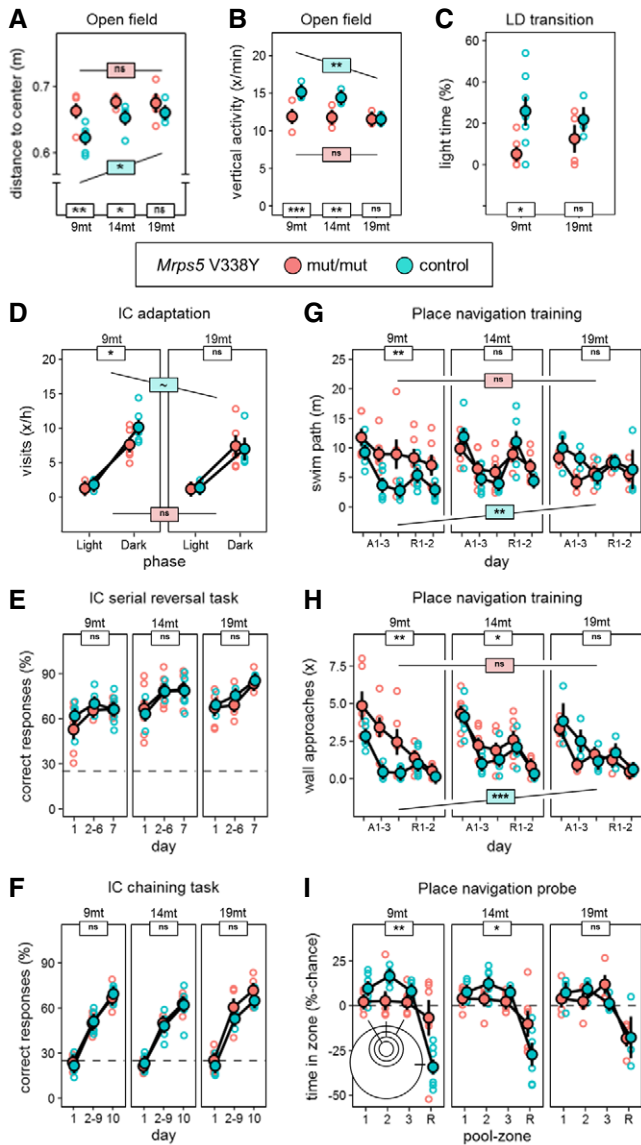 A
Open field
distance to center (m)
0.7
0.6
ns
*
** * ns
9mt 14mt 19mt
B
Open field
vertical activity (x/min)
20
15
10
5
0
**
ns
*** ** ns
9mt 14mt 19mt
C
LD transition
light time (%)
60
40
20
0
* ns
9mt 19mt
Mrps5 V338Y mut/mut control
D
IC adaptation
9mt 19mt
* ns
visits (x/h)
20
15
10
5
0
~
ns
Light Dark Light Dark
phase
G
Place navigation training
9mt 14mt 19mt
** ns ns
swim path (m)
25
20
15
10
5
0
ns
**
A1-3 R1-2 A1-3 R1-2 A1-3 R1-2
day
E
IC serial reversal task
9mt 14mt 19mt
ns ns ns
correct responses (%)
90
60
30
0
1 2-6 7 1 2-6 7 1 2-6 7
day
H
Place navigation training
9mt 14mt 19mt
** * ns
wall approaches (x)
7.5
5.0
2.5
0.0
ns
***
A1-3 R1-2 A1-3 R1-2 A1-3 R1-2
day
F
IC chaining task
9mt 14mt 19mt
ns ns ns
correct responses (%)
90
60
30
0
1 2-9 10 1 2-9 10 1 2-9 10
day
I
Place navigation probe
9mt 14mt 19mt
** * ns
time in zone (%-chance)
25
0
-25
-50
1 2 3 R 1 2 3 R 1 2 3 R
pool-zone